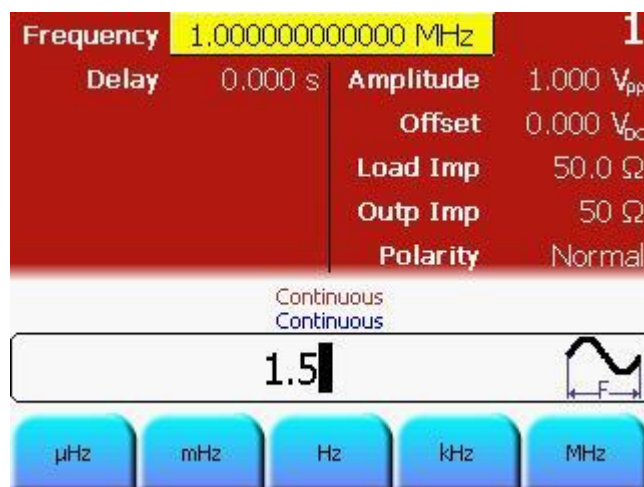 Frequency 1.000000000000 MHz 1
Delay 0.000 s Amplitude 1.000 Vpp
Offset 0.000 VDC
Load Imp 50.0 Ω
Outp Imp 50 Ω
Polarity Normal
Continuous
Continuous
1.5
F
µHz mHz Hz kHz MHz